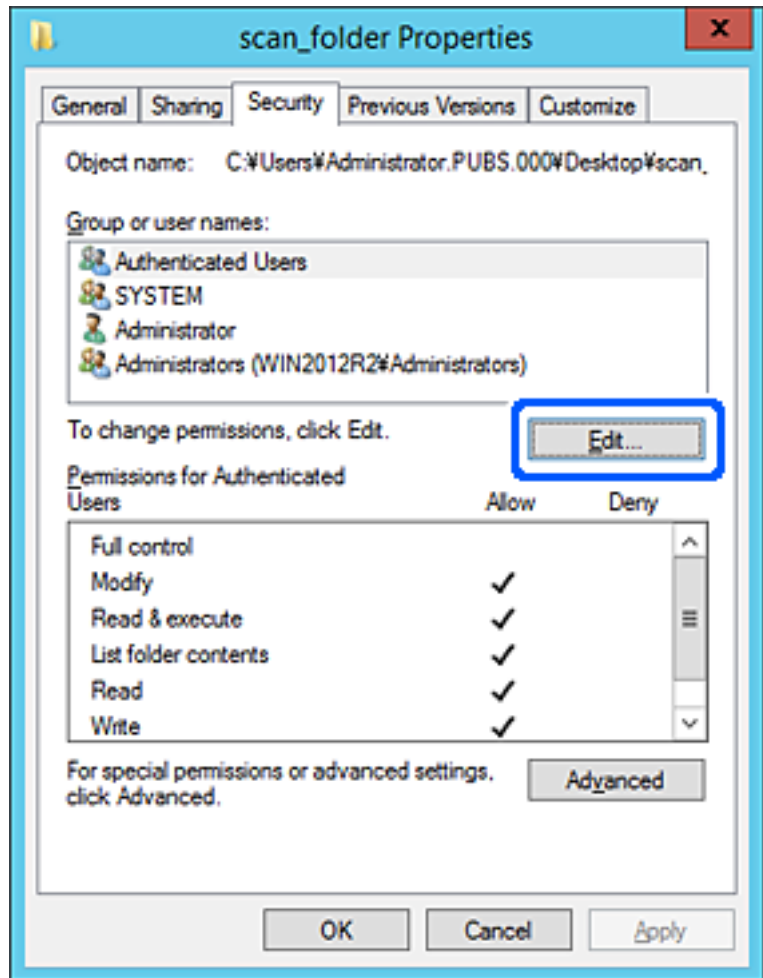 scan_folder Properties
x
General Sharing Security Previous Versions Customize
Object name: C:¥Users¥Administrator.PUBS.000¥Desktop¥scan_
Group or user names:
Authenticated Users
SYSTEM
Administrator
Administrators (WIN2012R2¥Administrators)
To change permissions, click Edit.
Edit...
Permissions for Authenticated
Users Allow Deny
Full control
Modify
Read & execute
List folder contents
Read
Write
For special permissions or advanced settings,
click Advanced.
Advanced
OK Cancel Apply